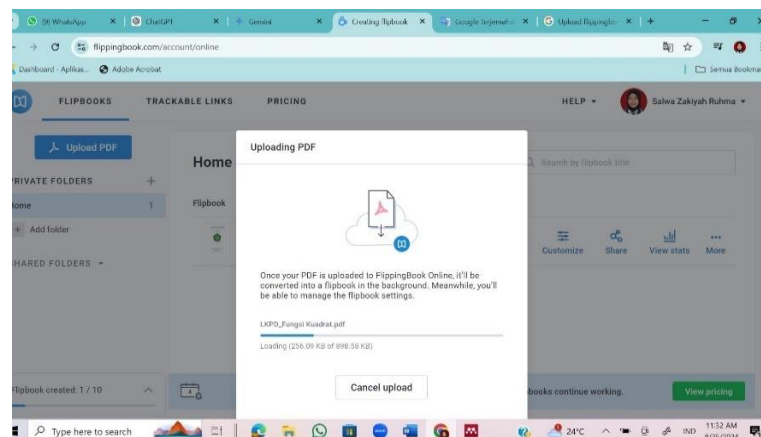 (9) WhatsApp
ChatGPT
Gemini
Creating flipbook
Google Terjemahan
flippingbook.com/account/online
Dashboard - Aplikas...
Adobe Acrobat
Semua Bookmark
FLIPBOOKS TRACKABLE LINKS PRICING
HELP
Salwa Zakiyah Ruhma
Upload PDF
Home
Search by flipbook title
PRIVATE FOLDERS
Home 1
Flipbook
Add folder
SHARED FOLDERS
Customize Share View stats More
Uploading PDF
Once your PDF is uploaded to FlippingBook Online, it'll be
converted into a flipbook in the background. Meanwhile, you'll
be able to manage the flipbook settings.
LKPD_Fungsi Kuadrat.pdf
Loading (256.09 KB of 898.58 KB)
Cancel upload
Flipbook created: 1 / 10
books continue working.
View pricing
Type here to search
24°C
IND
11:32 AM